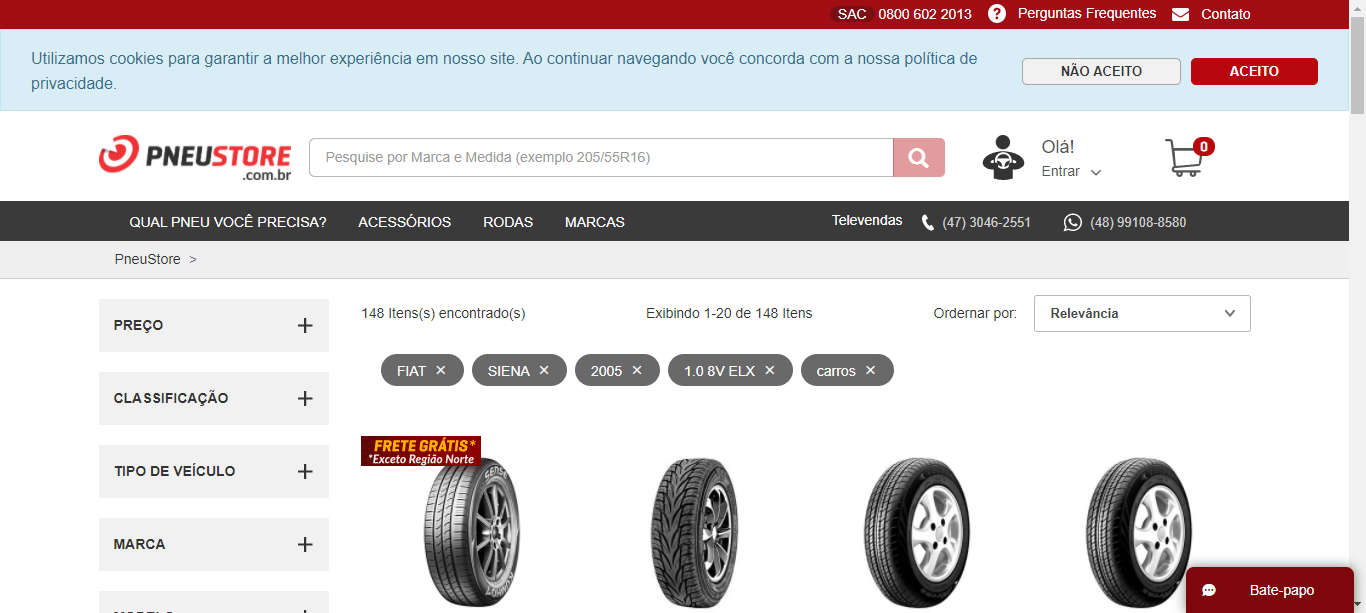 SAC 0800 602 2013 ? Perguntas Frequentes Contato
Utilizamos cookies para garantir a melhor experiência em nosso site. Ao continuar navegando você concorda com a nossa política de
privacidade.
NÃO ACEITO ACEITO
PNEUSTORE
.com.br
Pesquise por Marca e Medida (exemplo 205/55R16)
Olá!
Entrar
0
QUAL PNEU VOCÊ PRECISA? ACESSÓRIOS RODAS MARCAS Televendas (47) 3046-2551 (48) 99108-8580
PneuStore >
PREÇO +
CLASSIFICAÇÃO +
TIPO DE VEÍCULO +
MARCA +
148 Itens(s) encontrado(s) Exibindo 1-20 de 148 Itens Ordernar por: Relevância
FIAT ✕ SIENA ✕ 2005 ✕ 1.0 8V ELX ✕ carros ✕
FRETE GRÁTIS*
*Exceto Região Norte
Bate-papo